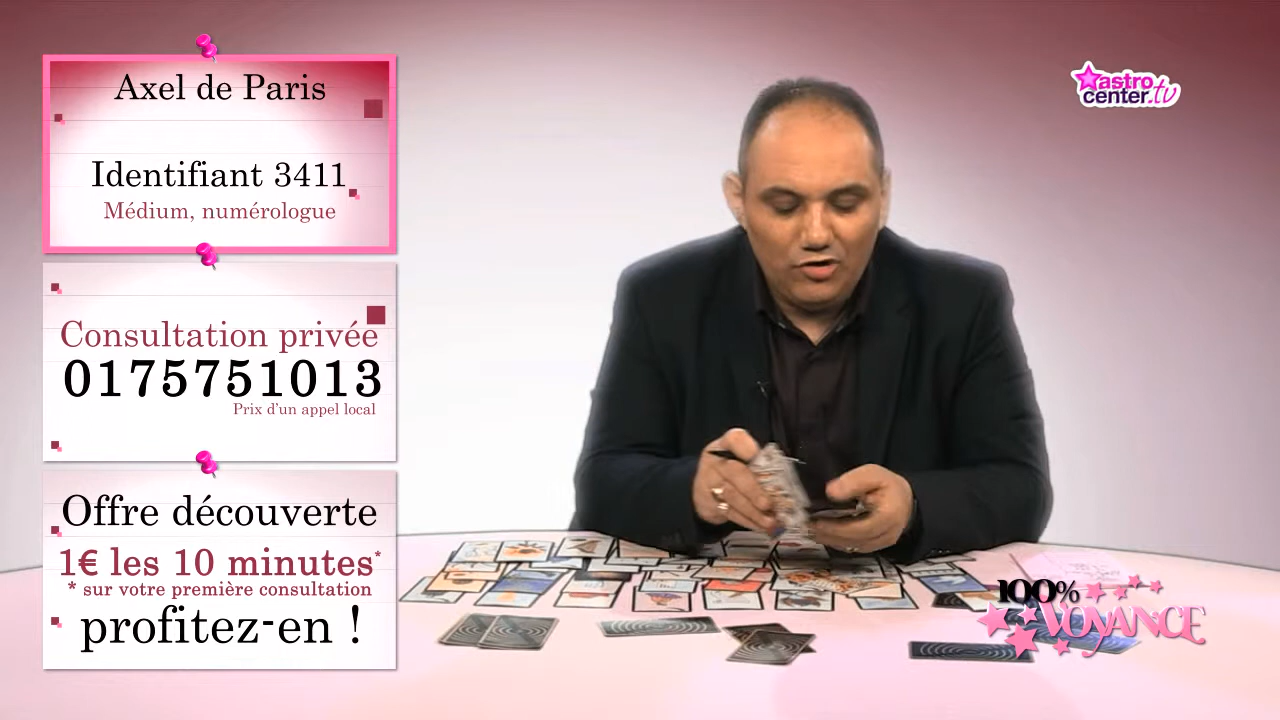 Axel de Paris
Identifiant 3411
Médium, numérologue
Consultation privée
0175751013
Prix d'un appel local
Offre découverte
1€ les 10 minutes*
* sur votre première consultation
profitez-en !
astro
center.tv
100%
VOYANCE